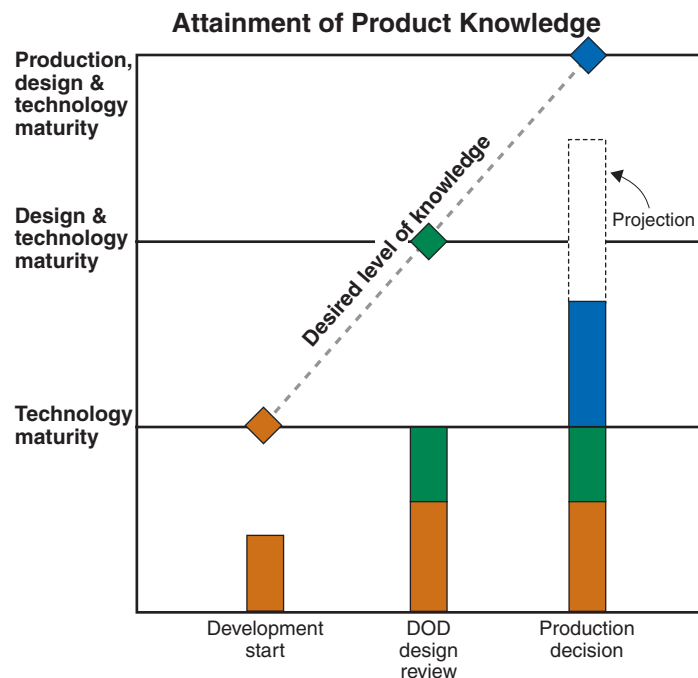 Attainment of Product Knowledge
Production,
design &
technology
maturity
Design &
technology
maturity
Technology
maturity
Desired level of knowledge
Projection
Development
start
DOD
design
review
Production
decision